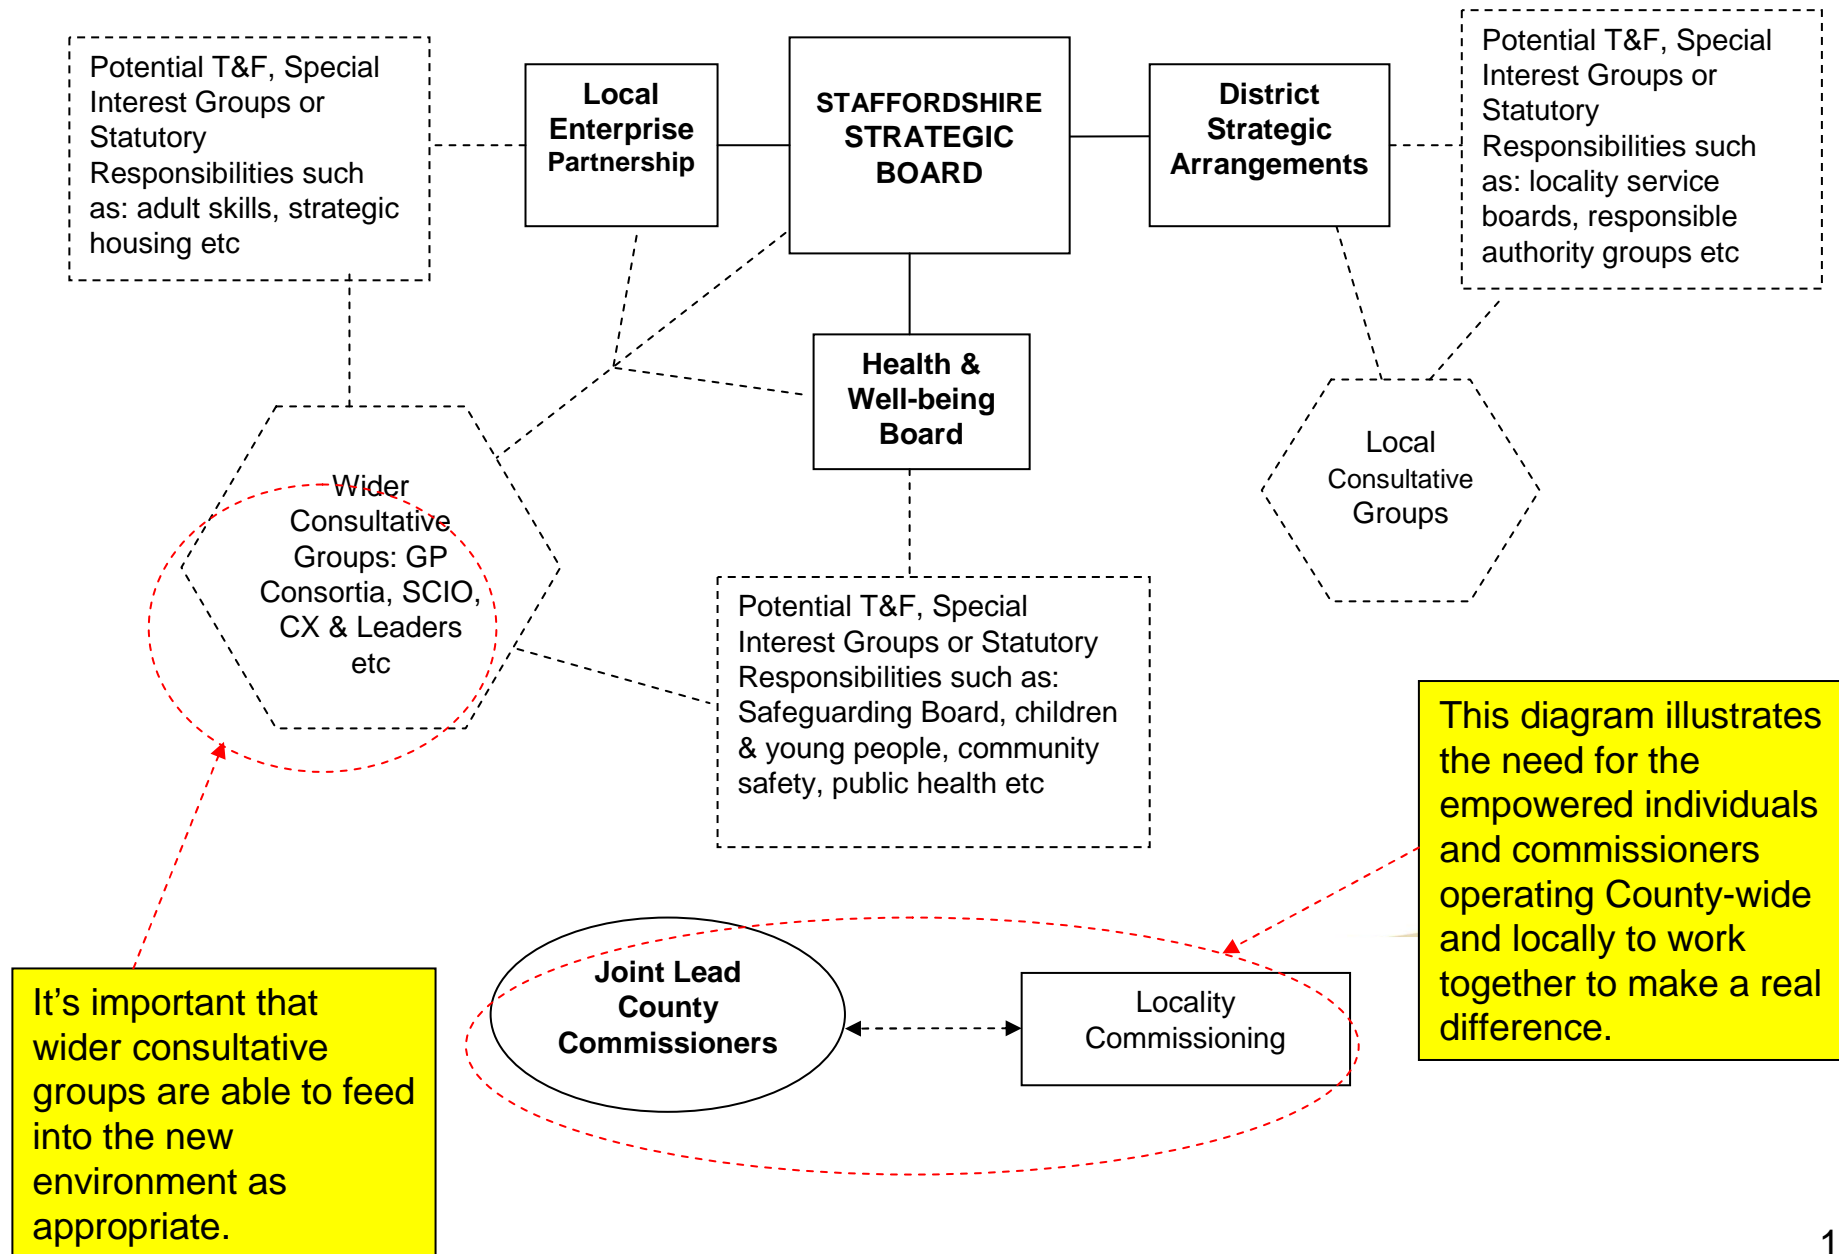 Potential T&F, Special
Interest Groups or
Statutory
Responsibilities such
as: adult skills, strategic
housing etc
Local
Enterprise
Partnership
STAFFORDSHIRE
STRATEGIC
BOARD
District
Strategic
Arrangements
Potential T&F, Special
Interest Groups or
Statutory
Responsibilities such
as: locality service
boards, responsible
authority groups etc
Health &
Well-being
Board
Wider
Consultative
Groups: GP
Consortia, SCIO,
CX & Leaders
etc
Local
Consultative
Groups
Potential T&F, Special
Interest Groups or Statutory
Responsibilities such as:
Safeguarding Board, children
& young people, community
safety, public health etc
This diagram illustrates
the need for the
empowered individuals
and commissioners
operating County-wide
and locally to work
together to make a real
difference.
Joint Lead
County
Commissioners
Locality
Commissioning
It’s important that
wider consultative
groups are able to feed
into the new
environment as
appropriate.
1